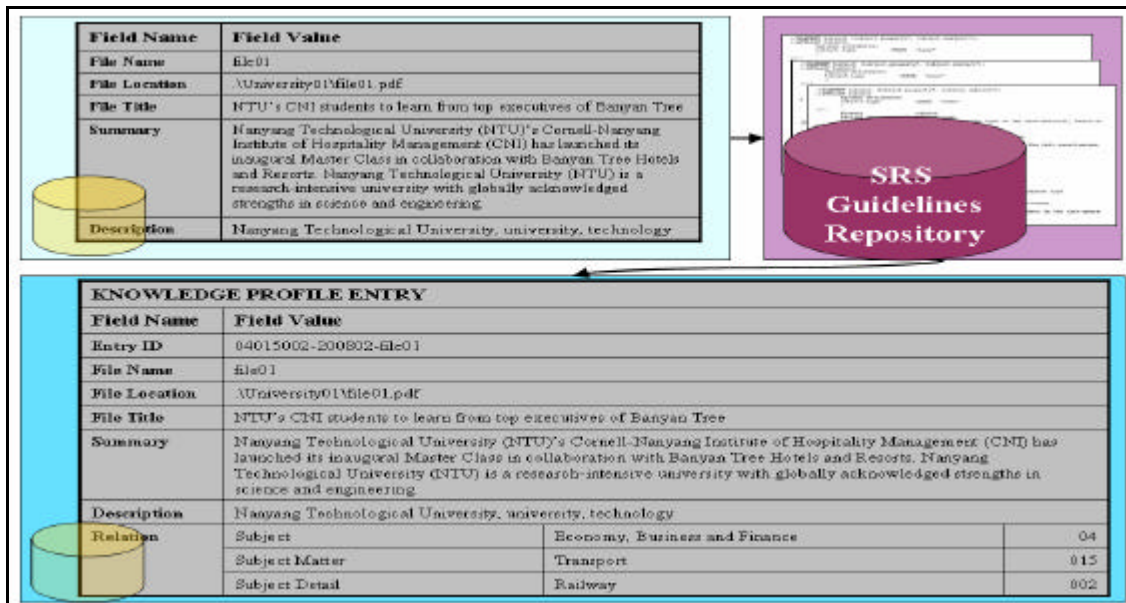 Field Name Field Value
File Name file01
File Location .\University01\file01.pdf
File Title NTU's CNI students to learn from top executives of Banyan Tree
Summary Nanyang Technological University (NTU)'s Cornell-Nanyang
Institute of Hospitality Management (CNI) has launched its
inaugural Master Class in collaboration with Banyan Tree Hotels
and Resorts. Nanyang Technological University (NTU) is a
research-intensive university with globally acknowledged
strengths in science and engineering.
Description Nanyang Technological University, university, technology
SRS
Guidelines
Repository
KNOWLEDGE PROFILE ENTRY
Field Name Field Value
Entry ID 04015002-200802-file01
File Name file01
File Location .\University01\file01.pdf
File Title NTU's CNI students to learn from top executives of Banyan Tree
Summary Nanyang Technological University (NTU)'s Cornell-Nanyang Institute of Hospitality Management (CNI) has
launched its inaugural Master Class in collaboration with Banyan Tree Hotels and Resorts. Nanyang
Technological University (NTU) is a research-intensive university with globally acknowledged strengths in
science and engineering.
Description Nanyang Technological University, university, technology
Relation Subject Economy, Business and Finance 04
Subject Matter Transport 015
Subject Detail Railway 002